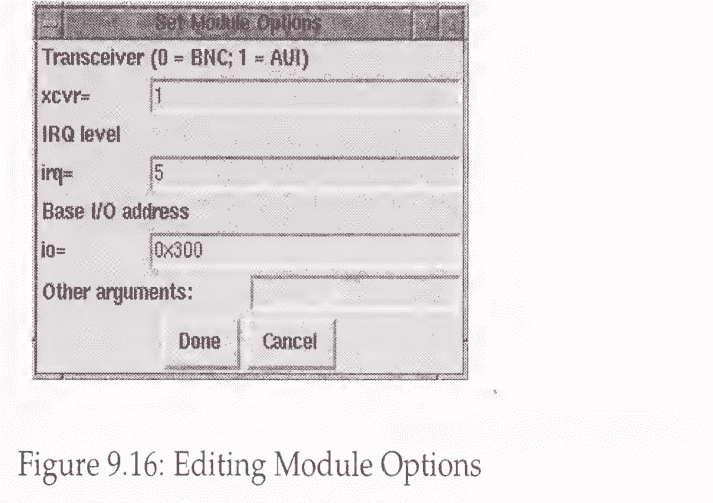 Set Module Options
Transceiver (0 = BNC; 1 = AUI)
xcvr= 1
IRQ level
irq= 5
Base I/O address
io= 0x300
Other arguments:
Done Cancel
Figure 9.16: Editing Module Options